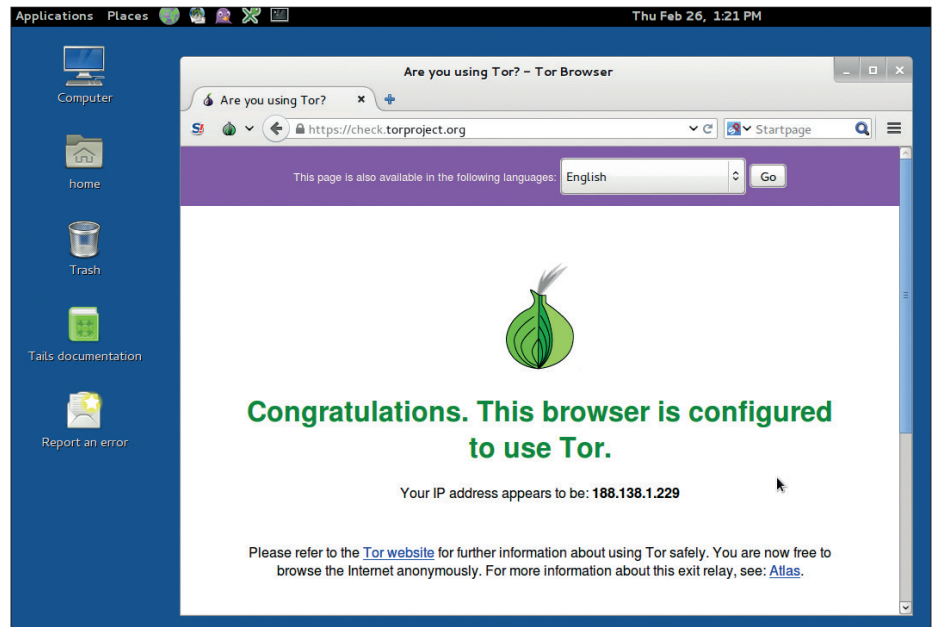 Applications Places Thu Feb 26, 1:21 PM
Computer
home
Trash
Tails documentation
Report an error
Are you using Tor? – Tor Browser
Are you using Tor?
https://check.torproject.org
Startpage
This page is also available in the following languages: English Go
Congratulations. This browser is configured
to use Tor.
Your IP address appears to be: 188.138.1.229
Please refer to the Tor website for further information about using Tor safely. You are now free to
browse the Internet anonymously. For more information about this exit relay, see: Atlas.